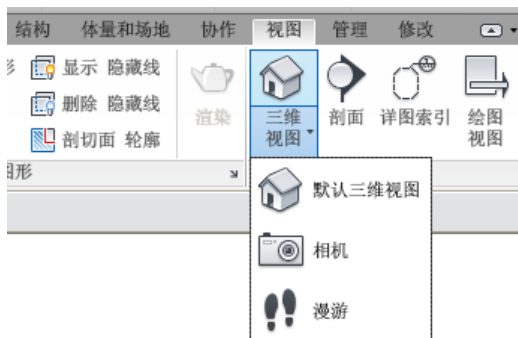 结构 体量和场地 协作 视图 管理 修改
显示 隐藏线
删除 隐藏线
剖切面 轮廓
渲染
三维
视图
剖面
详图索引
绘图
视图
图形
默认三维视图
相机
漫游